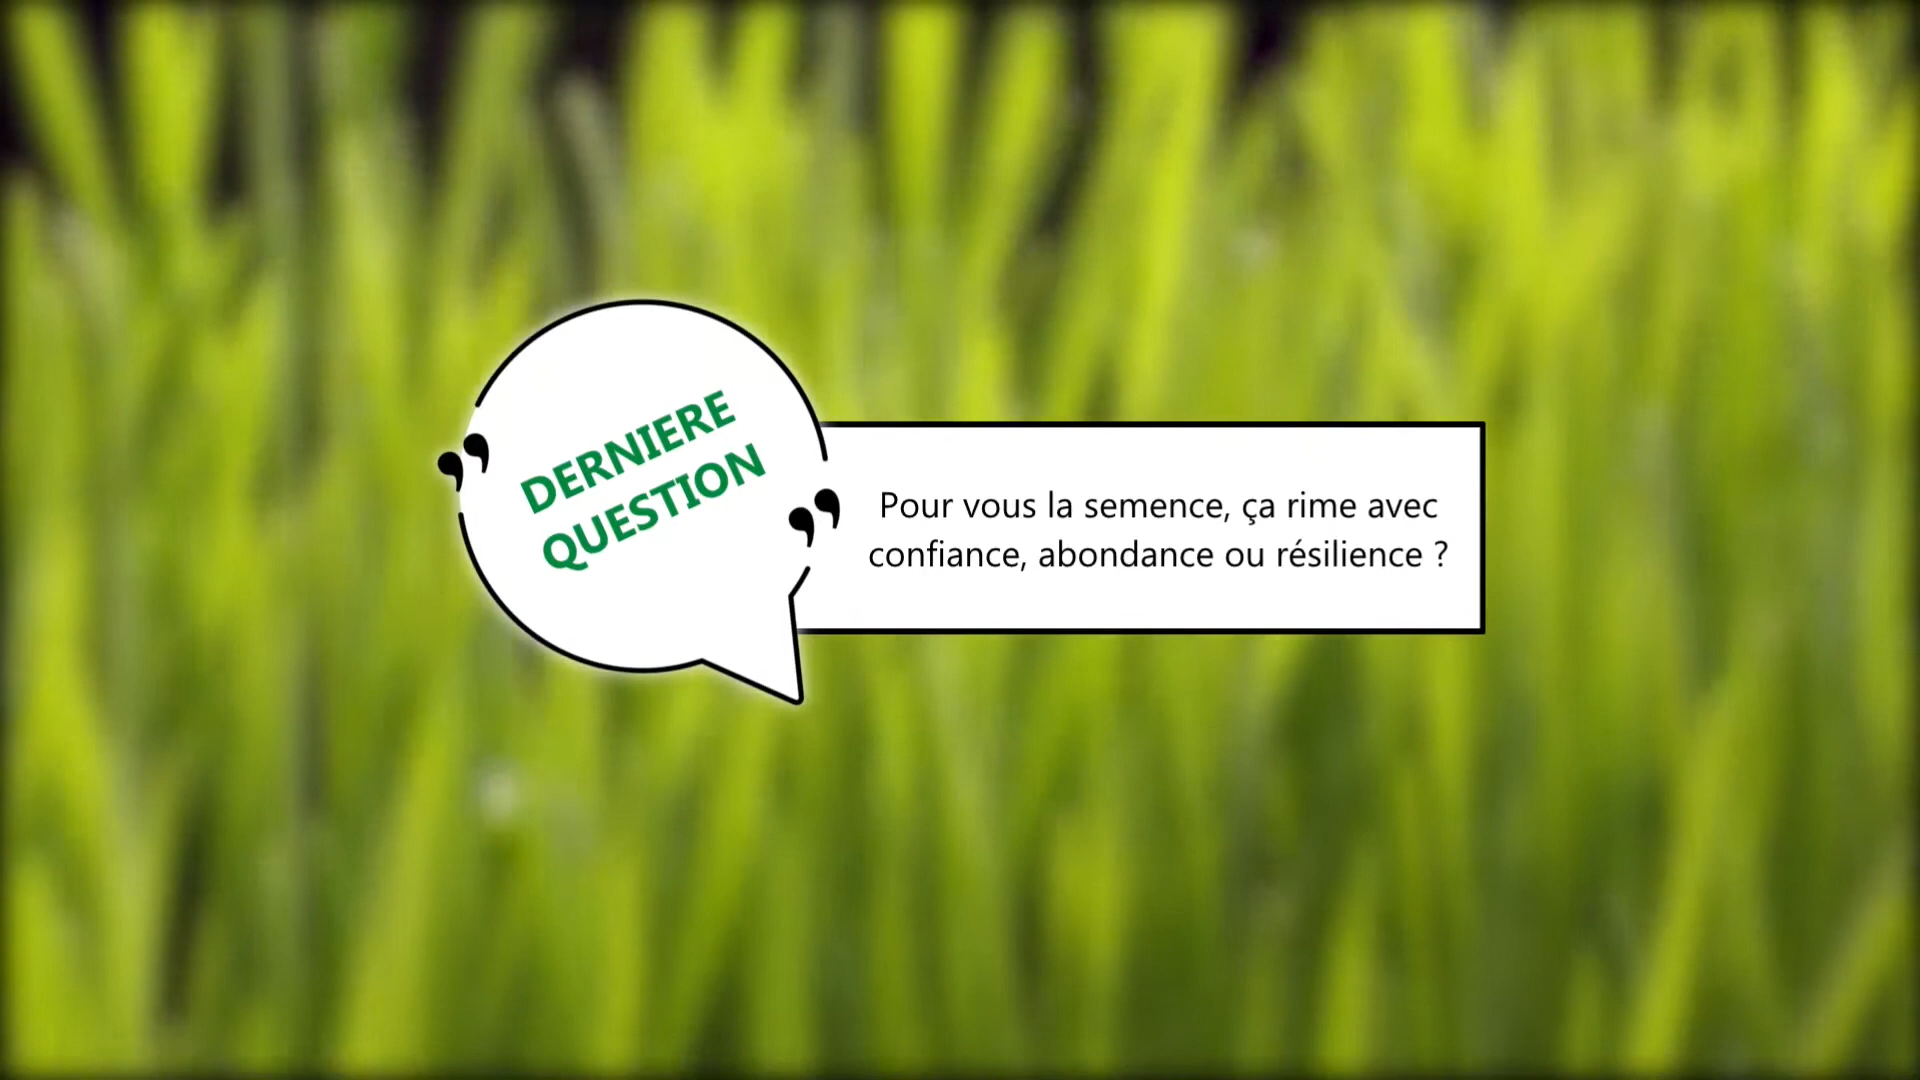 DERNIERE
QUESTION
Pour vous la semence, ça rime avec
confiance, abondance ou résilience ?